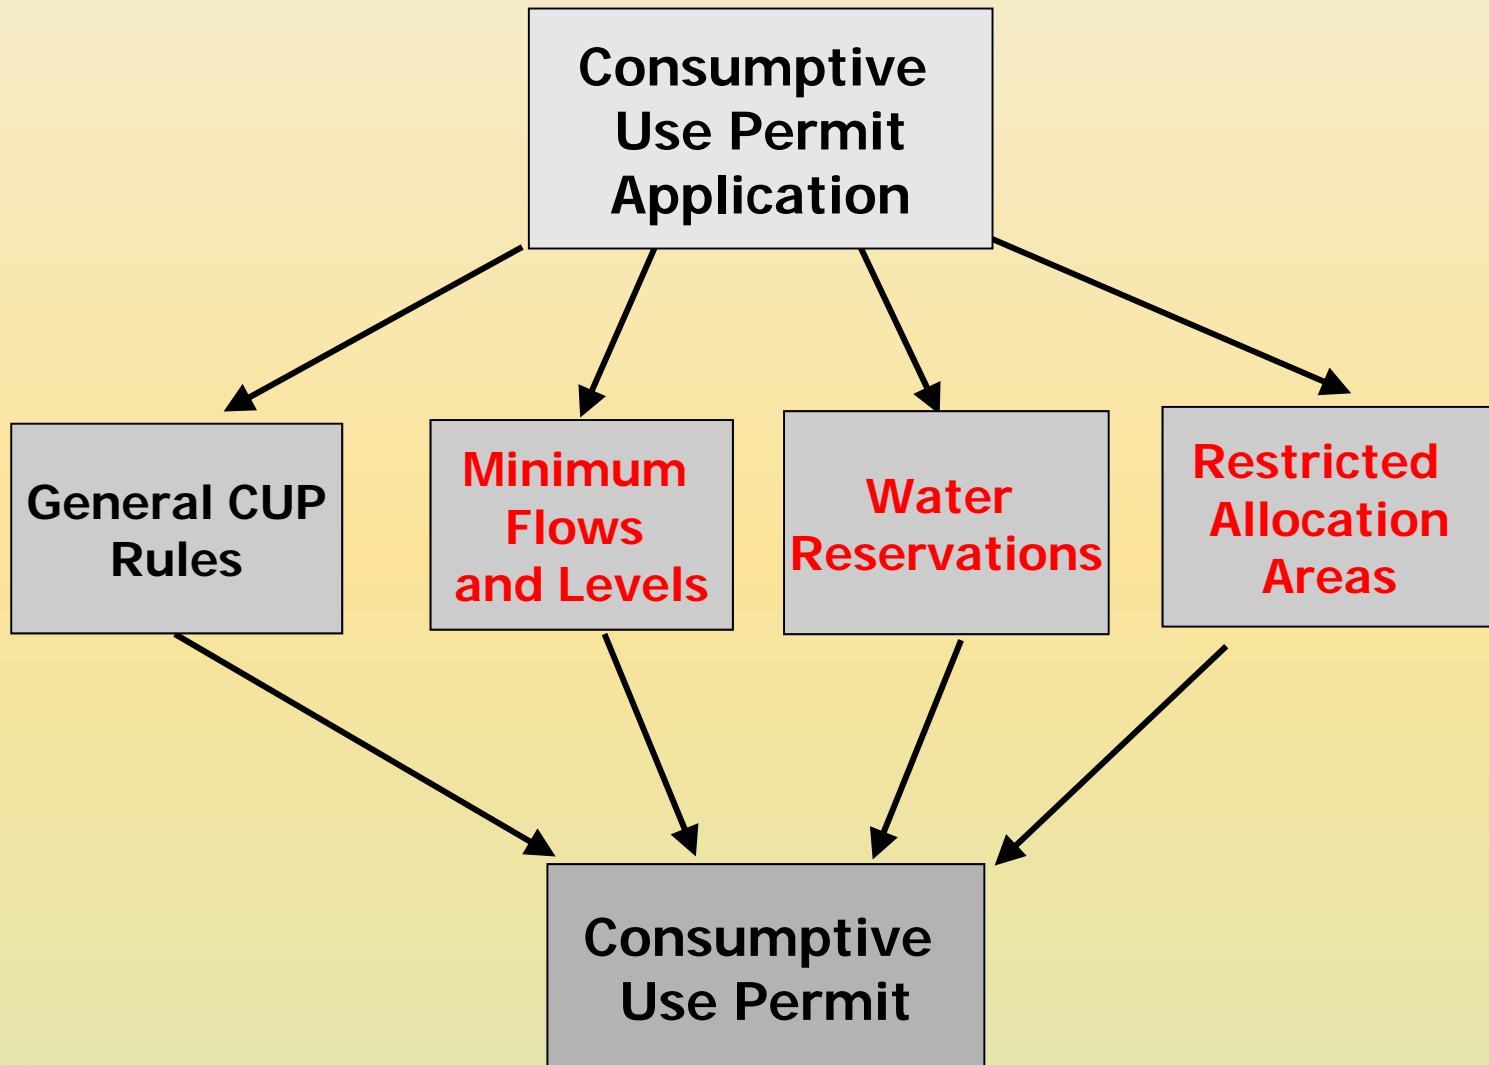 Consumptive
Use Permit
Application
General CUP
Rules
Minimum
Flows
and Levels
Water
Reservations
Restricted
Allocation
Areas
Consumptive
Use Permit